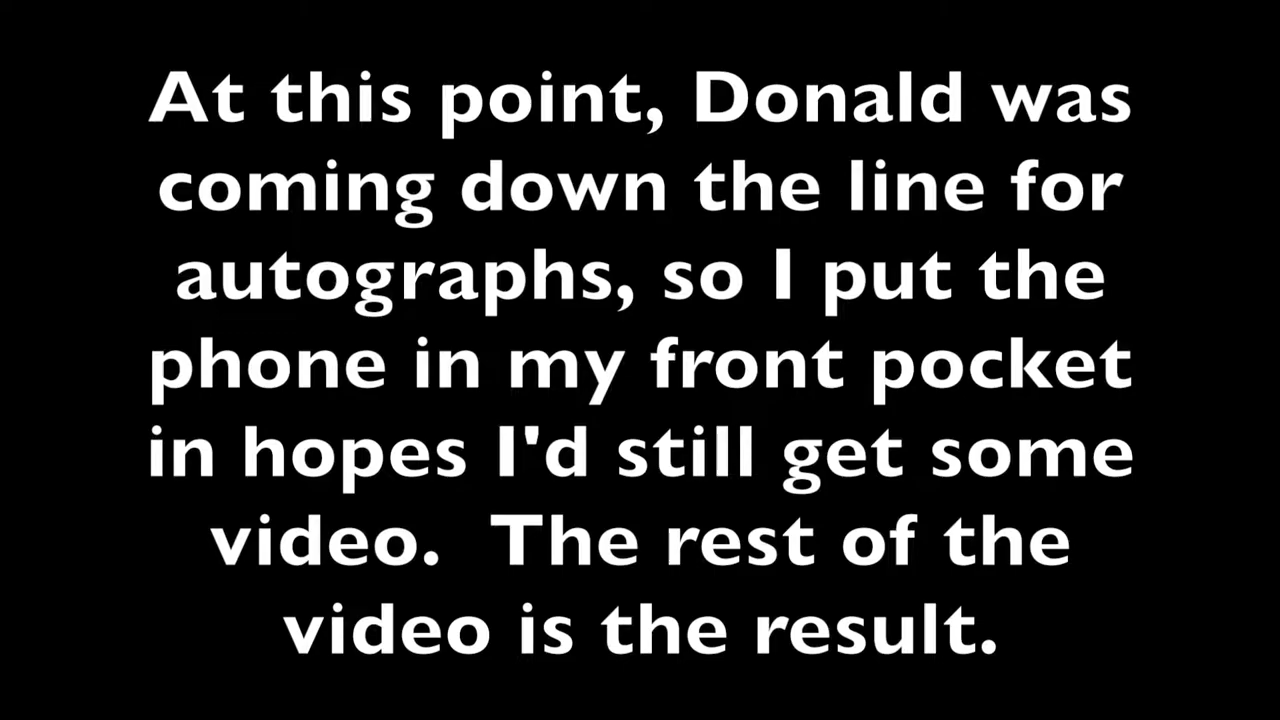 At this point, Donald was
coming down the line for
autographs, so I put the
phone in my front pocket
in hopes I'd still get some
video.  The rest of the
video is the result.